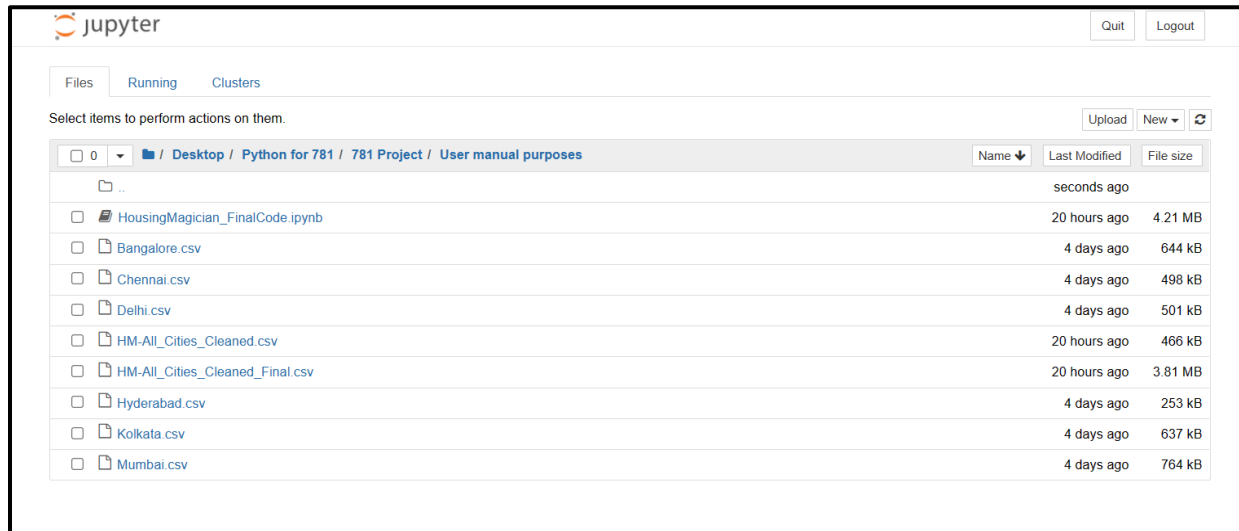 jupyter Quit Logout
Files Running Clusters
Select items to perform actions on them. Upload New
0 / Desktop / Python for 781 / 781 Project / User manual purposes Name Last Modified File size
.. seconds ago
HousingMagician_FinalCode.ipynb 20 hours ago 4.21 MB
Bangalore.csv 4 days ago 644 kB
Chennai.csv 4 days ago 498 kB
Delhi.csv 4 days ago 501 kB
HM-All_Cities_Cleaned.csv 20 hours ago 466 kB
HM-All_Cities_Cleaned_Final.csv 20 hours ago 3.81 MB
Hyderabad.csv 4 days ago 253 kB
Kolkata.csv 4 days ago 637 kB
Mumbai.csv 4 days ago 764 kB